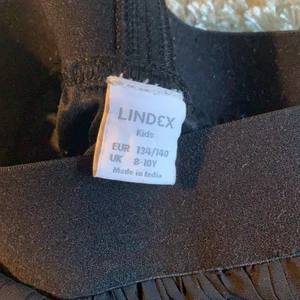 LINDEX
Kids
EUR 134/140
UK 8-10Y
Made in India